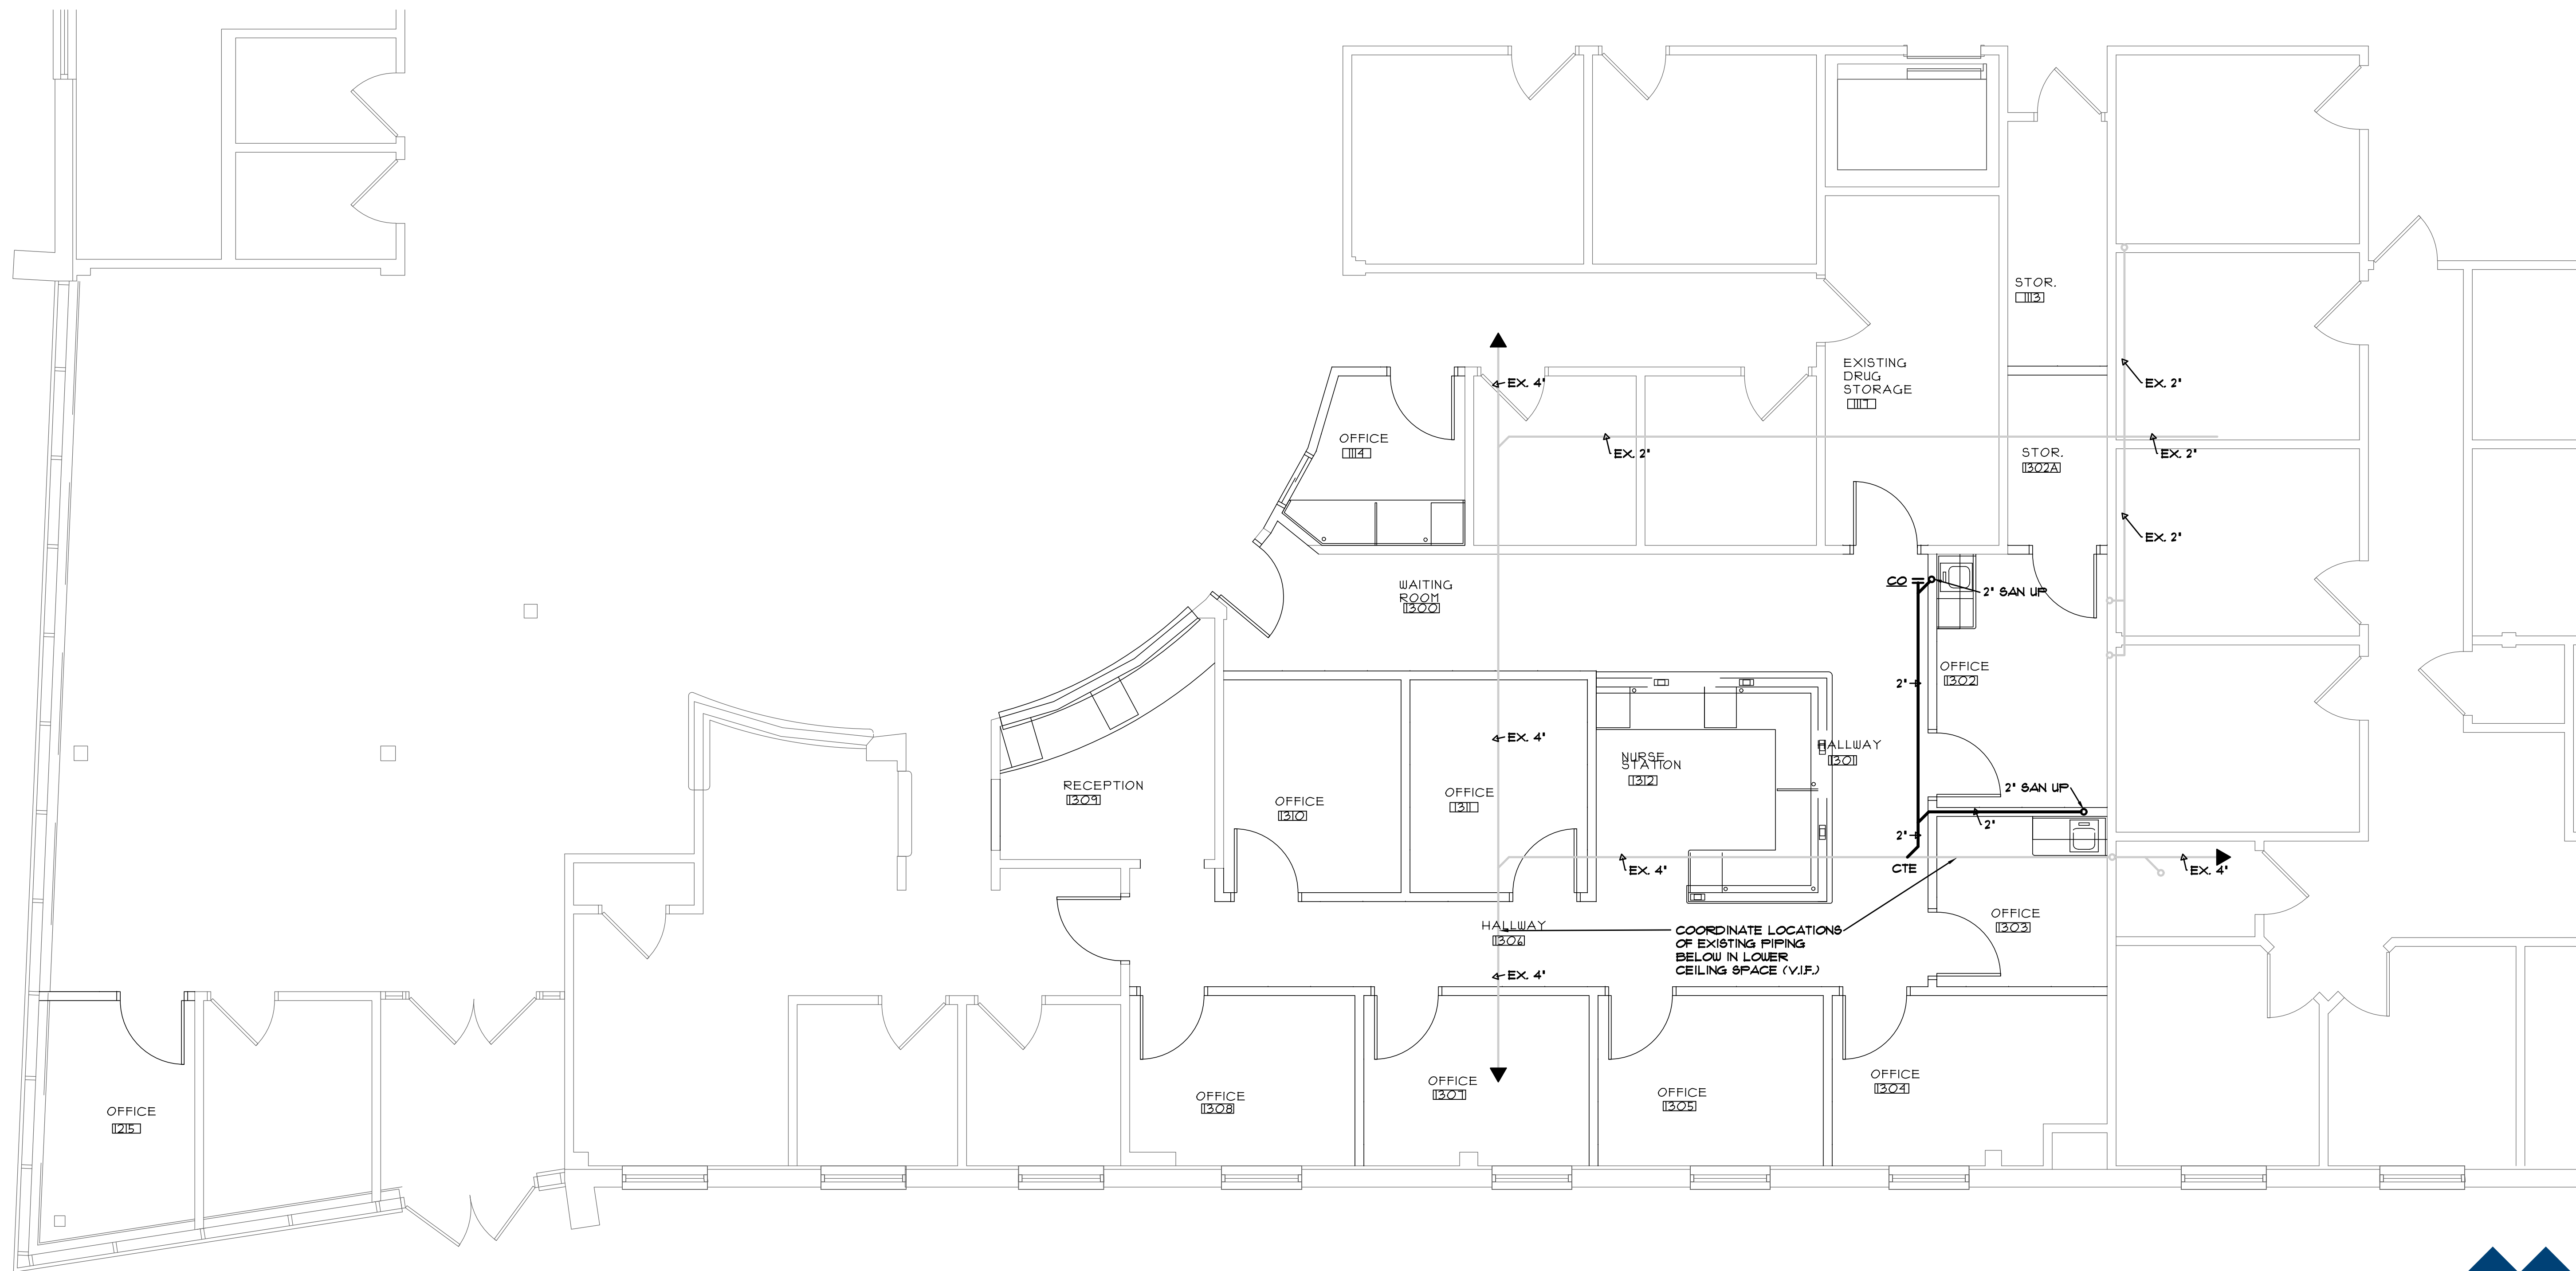 STOR.
1113
EXISTING
DRUG
STORAGE
1117
EX. 4"
EX. 2"
OFFICE
1114
EX. 2"
EX. 2"
STOR.
1302A
EX. 2"
WAITING
ROOM
1300
CO
2" SAN UP
OFFICE
1302
2"
HALLWAY
1301
EX. 4"
NURSE
STATION
1312
RECEPTION
1309
OFFICE
1310
OFFICE
1311
2" SAN UP
2"
2"
CTE
EX. 4"
EX. 4"
OFFICE
1303
HALLWAY
1306
COORDINATE LOCATIONS
OF EXISTING PIPING
BELOW IN LOWER
CEILING SPACE (V.I.F.)
EX. 4"
OFFICE
1304
OFFICE
1307
OFFICE
1305
OFFICE
1308
OFFICE
1215